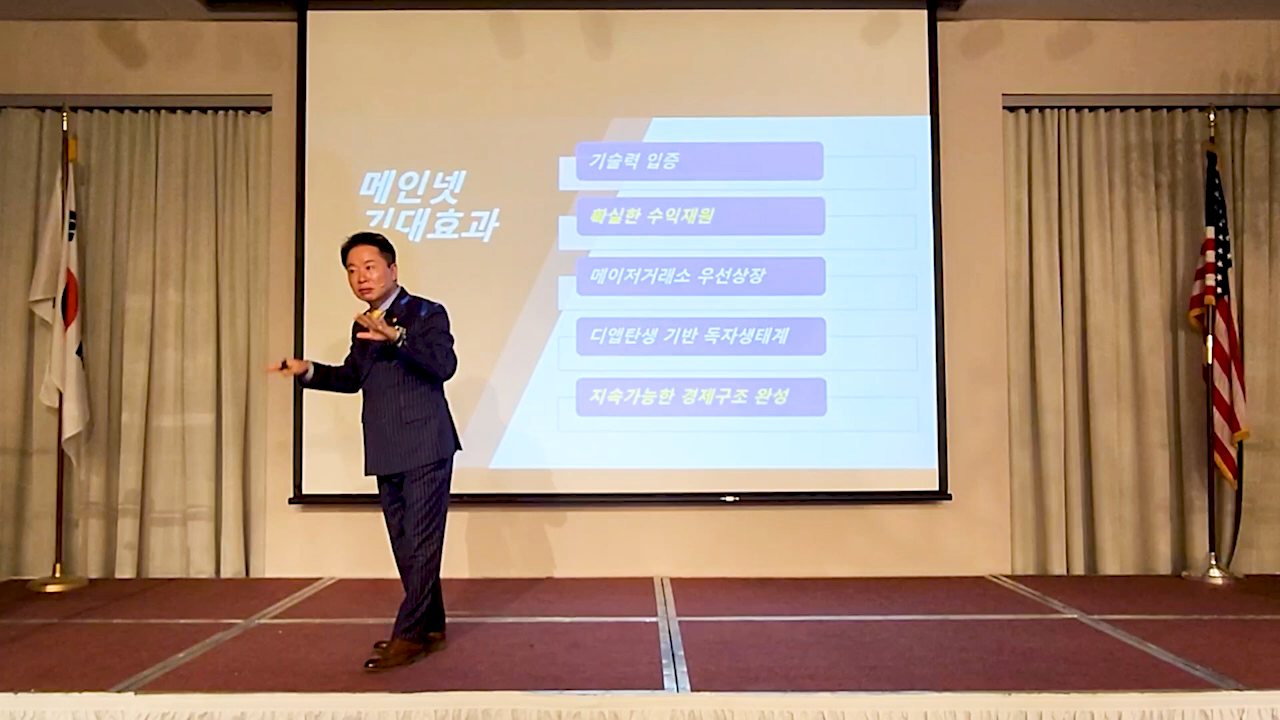 메인넷
기대효과
기술력 입증
확실한 수익재원
메이저거래소 우선상장
디앱탄생 기반 독자생태계
지속가능한 경제구조 완성